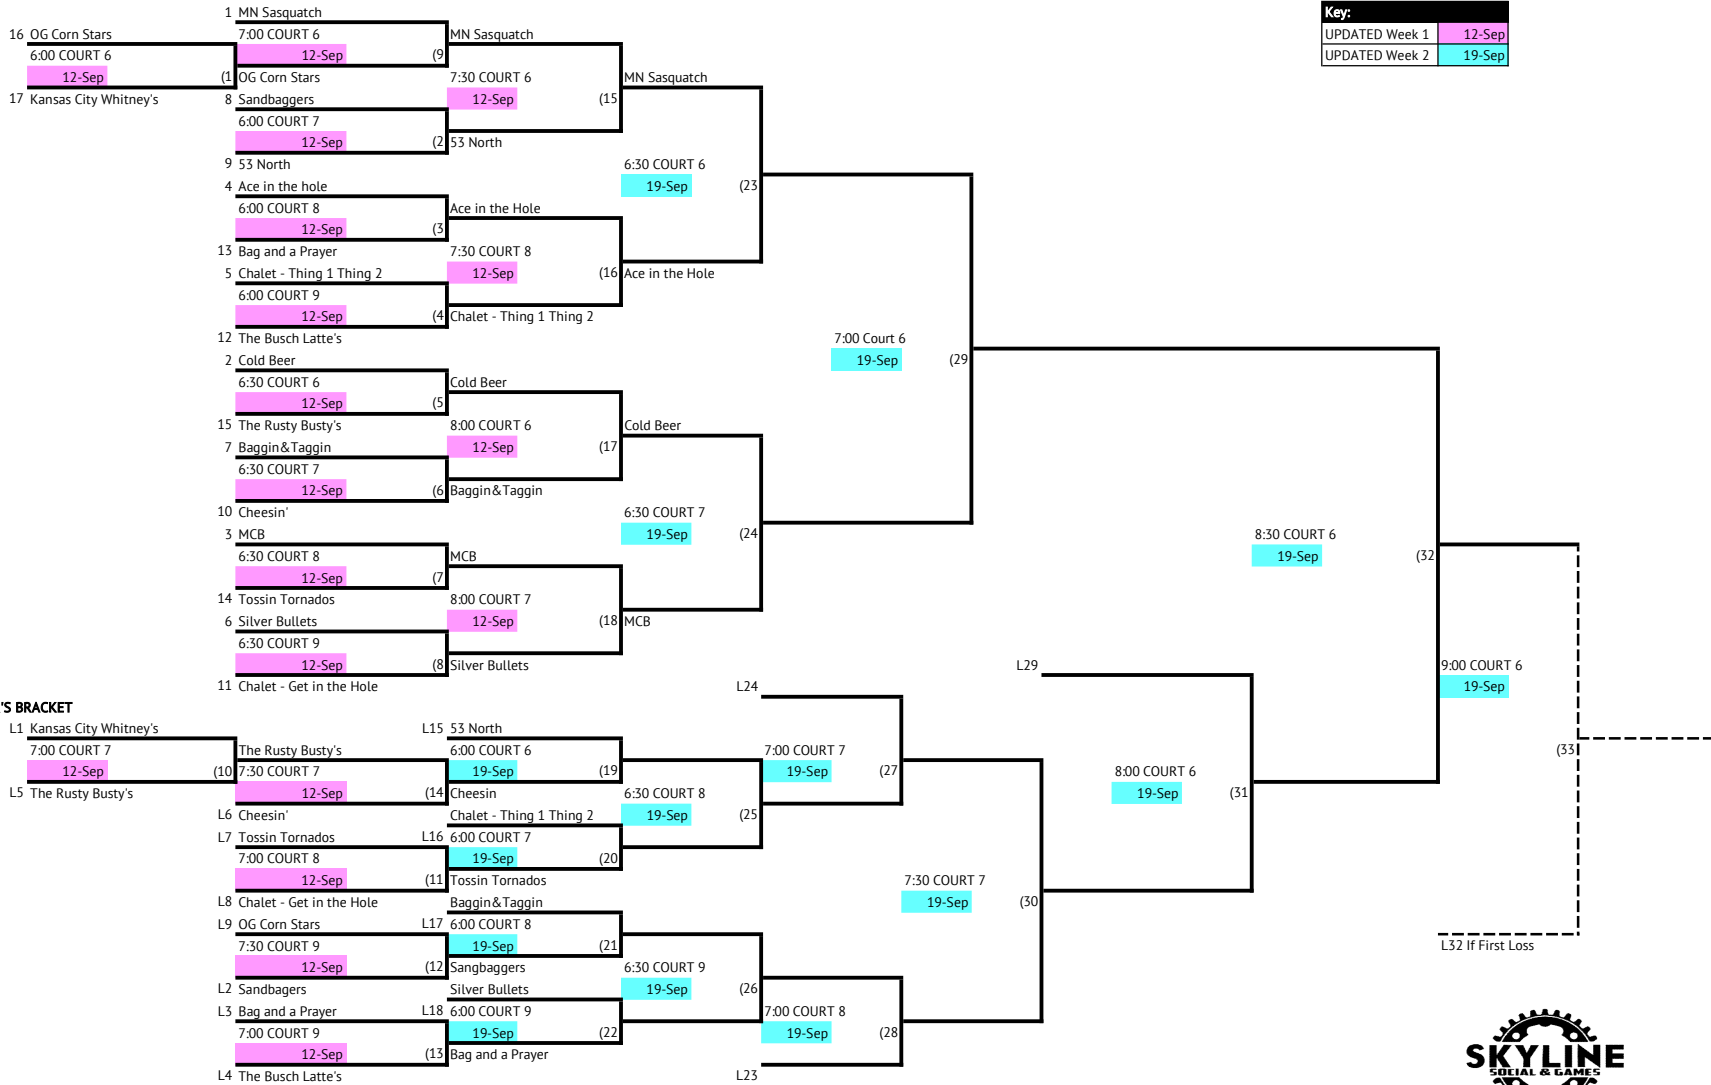 Key:
UPDATED Week 1 12-Sep
UPDATED Week 2 19-Sep
1 MN Sasquatch
16 OG Corn Stars
7:00 COURT 6
MN Sasquatch
6:00 COURT 6
12-Sep (9
12-Sep (1
OG Corn Stars
7:30 COURT 6
MN Sasquatch
17 Kansas City Whitney's
8 Sandbaggers
12-Sep (15
6:00 COURT 7
12-Sep (2
53 North
9 53 North
6:30 COURT 6
4 Ace in the hole
19-Sep (23
6:00 COURT 8
Ace in the Hole
12-Sep (3
13 Bag and a Prayer
7:30 COURT 8
5 Chalet - Thing 1 Thing 2
12-Sep (16
Ace in the Hole
6:00 COURT 9
12-Sep (4
Chalet - Thing 1 Thing 2
12 The Busch Latte's
7:00 Court 6
2 Cold Beer
19-Sep (29
6:30 COURT 6
Cold Beer
12-Sep (5
15 The Rusty Busty's
8:00 COURT 6
Cold Beer
7 Baggin&Taggin
12-Sep (17
6:30 COURT 7
12-Sep (6
Baggin&Taggin
10 Cheesin'
6:30 COURT 7
3 MCB
19-Sep (24
8:30 COURT 6
6:30 COURT 8
MCB
19-Sep (32
12-Sep (7
14 Tossin Tornados
8:00 COURT 7
6 Silver Bullets
12-Sep (18
MCB
6:30 COURT 9
12-Sep (8
Silver Bullets
L29
9:00 COURT 6
11 Chalet - Get in the Hole
L24
19-Sep
'S BRACKET
L1 Kansas City Whitney's
L15 53 North
7:00 COURT 7
The Rusty Busty's
6:00 COURT 6
7:00 COURT 7
(33
12-Sep (10
7:30 COURT 7
19-Sep (19
19-Sep (27
8:00 COURT 6
L5 The Rusty Busty's
12-Sep (14
Cheesin
6:30 COURT 8
19-Sep (31
L6 Cheesin'
Chalet - Thing 1 Thing 2
19-Sep (25
L7 Tossin Tornados
L16 6:00 COURT 7
7:00 COURT 8
19-Sep (20
12-Sep (11
Tossin Tornados
7:30 COURT 7
L8 Chalet - Get in the Hole
Baggin&Taggin
19-Sep (30
L9 OG Corn Stars
L17 6:00 COURT 8
7:30 COURT 9
19-Sep (21
L32 If First Loss
12-Sep (12
Sangbaggers
6:30 COURT 9
L2 Sandbagers
Silver Bullets
19-Sep (26
L3 Bag and a Prayer
L18 6:00 COURT 9
7:00 COURT 8
7:00 COURT 9
19-Sep (22
19-Sep (28
12-Sep (13
Bag and a Prayer
L4 The Busch Latte's
L23
SKYLINE
SOCIAL & GAMES